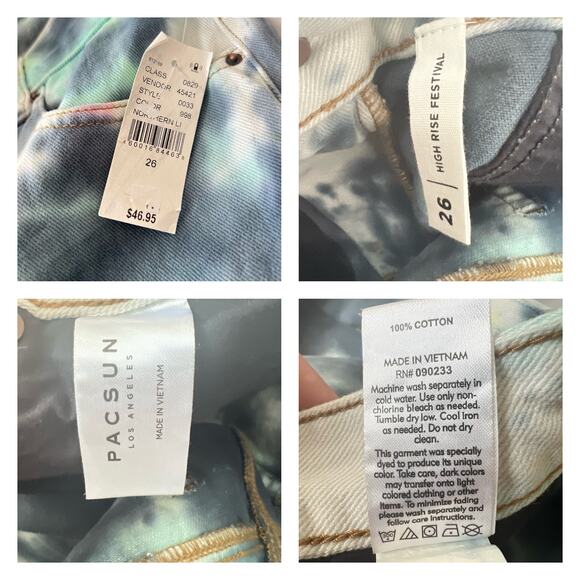 CLASS 0829
VENDOR 45421
STYLE 0033
COLOR 998
NORTHERN LI
26
$46.95
26 | HIGH RISE FESTIVAL
PACSUN
LOS ANGELES
MADE IN VIETNAM
100% COTTON
MADE IN VIETNAM
RN# 090233
Machine wash separately in
cold water. Use only non-
chlorine bleach as needed.
Tumble dry low. Cool iron
as needed. Do not dry
clean.
This garment was specially
dyed to produce its unique
color. Take care, dark colors
may transfer onto light
colored clothing or other
items. To minimize fading
please wash separately and
follow care instructions.